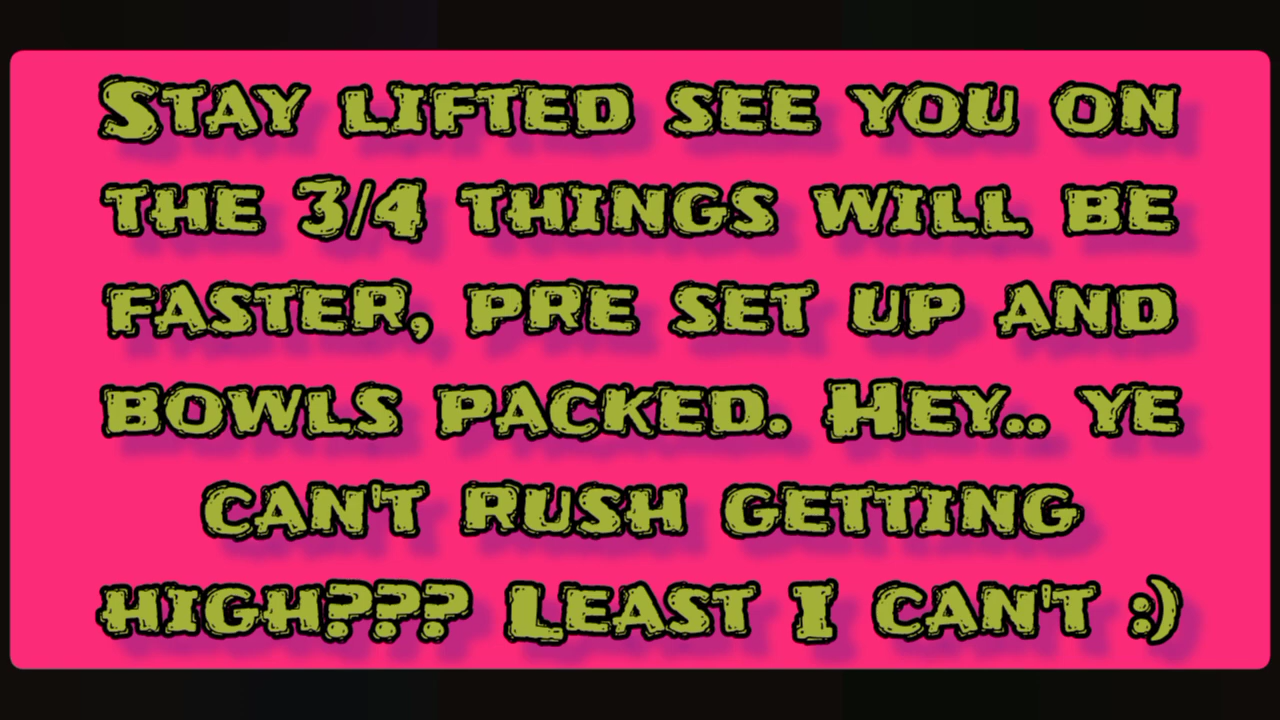 Stay lifted see you on
the 3/4 things will be
faster, pre set up and
bowls packed. Hey.. ye
can't rush getting
high??? Least I can't :)